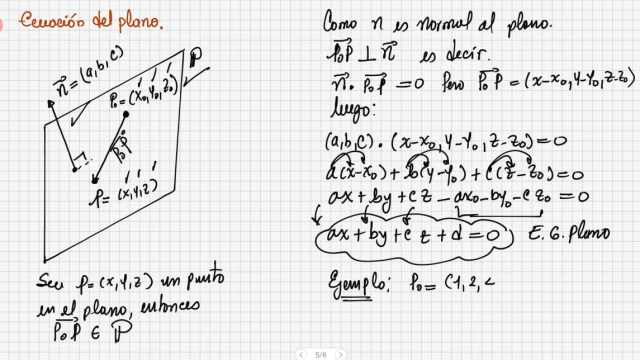 Ecuación del plano.
P
n⃗ = (a, b, c)
P₀ = (x₀, y₀, z₀)
P₀P
P = (x, y, z)
Sea P = (x, y, z) un punto
en el plano, entonces
P₀P ∈ P
Como n es normal al plano.
P₀P ⊥ n⃗ es decir.
n⃗ • P₀P = 0 Pero P₀P = (x-x₀, y-y₀, z-z₀)
luego:
(a, b, c) • (x-x₀, y-y₀, z-z₀) = 0
a(x-x₀) + b(y-y₀) + c(z-z₀) = 0
ax + by + cz - ax₀ - by₀ - cz₀ = 0
ax + by + cz + d = 0 E. G. Plano
Ejemplo: P₀ = (1, 2,
5/6